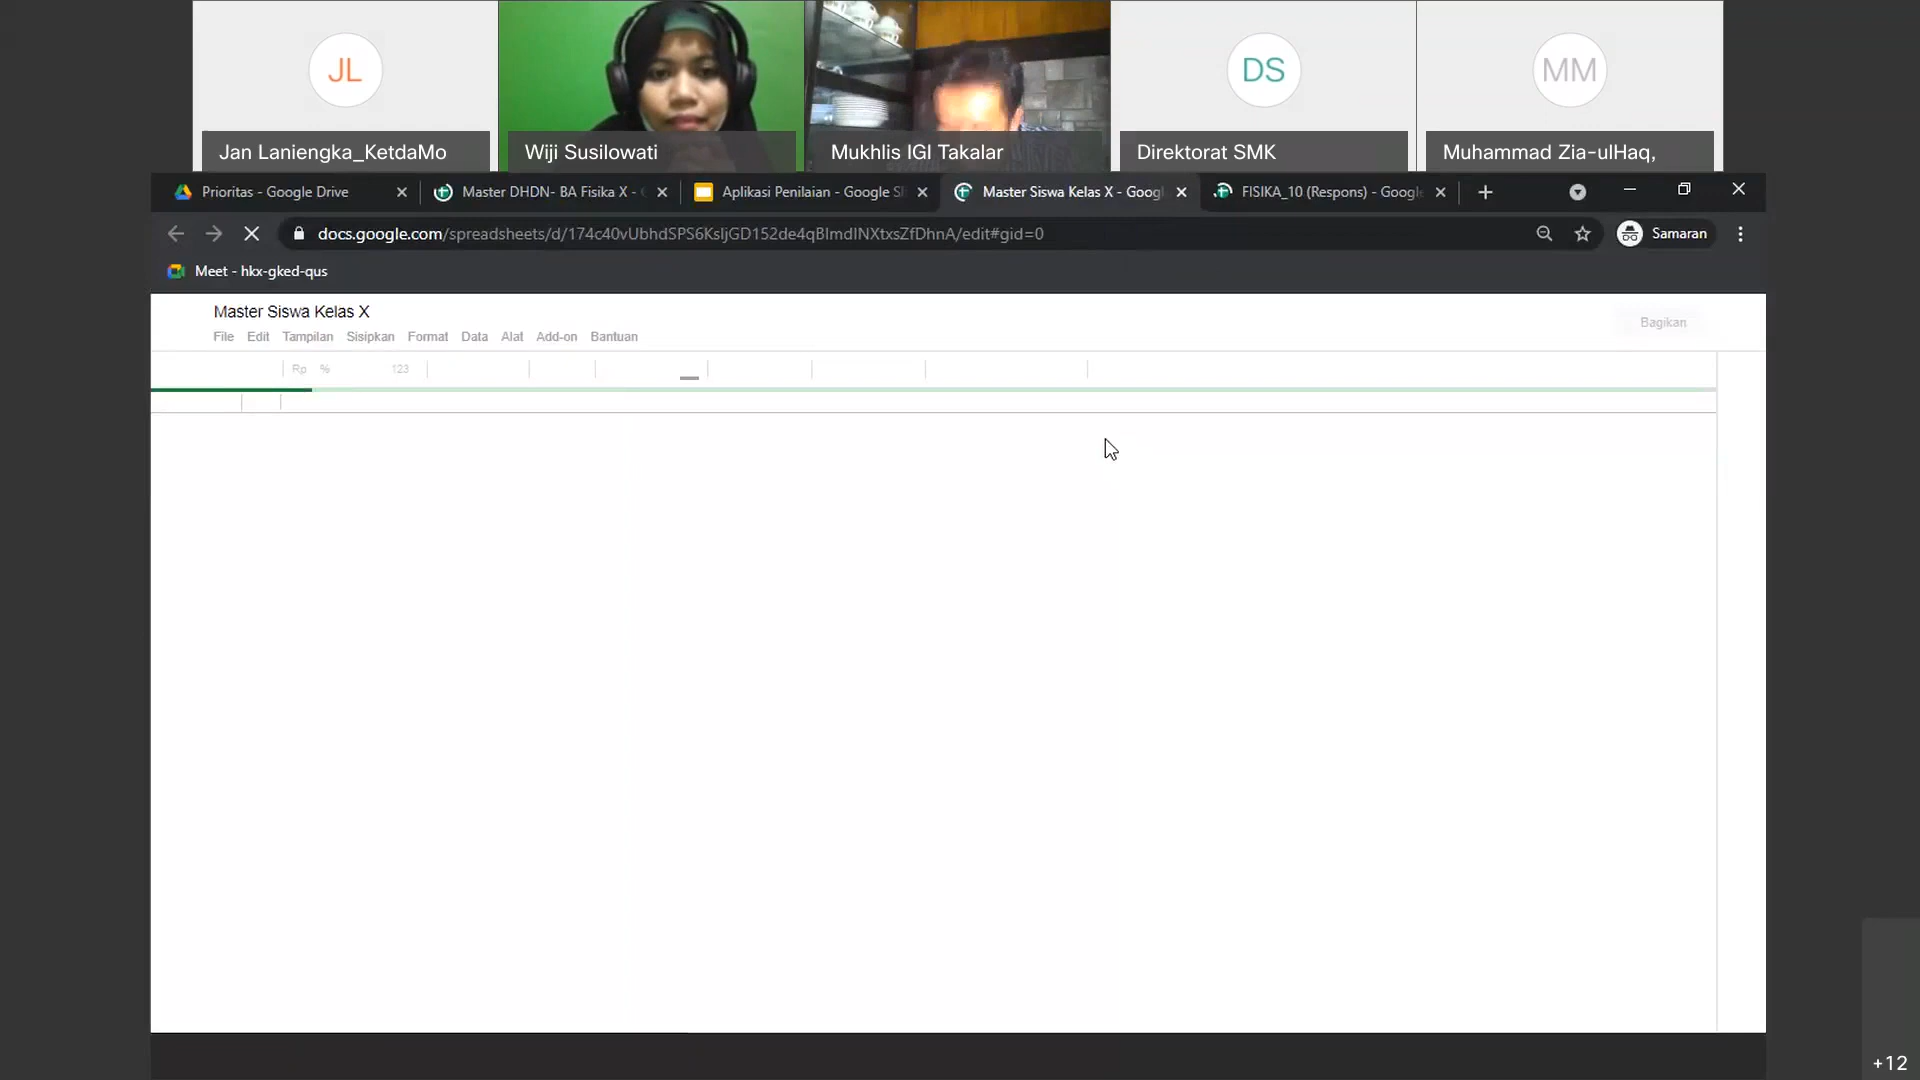 JL
DS
MM
Jan Laniengka_KetdaMo
Wiji Susilowati
Mukhlis IGI Takalar
Direktorat SMK
Muhammad Zia-ulHaq,
Prioritas - Google Drive
Master DHDN- BA Fisika X -
Aplikasi Penilaian - Google Sl
Master Siswa Kelas X - Googl
FISIKA_10 (Respons) - Google
docs.google.com/spreadsheets/d/174c40vUbhdSPS6KsIjGD152de4qBImdINXtxsZfDhnA/edit#gid=0
Samaran
Meet - hkx-gked-qus
Master Siswa Kelas X
File Edit Tampilan Sisipkan Format Data Alat Add-on Bantuan
Bagikan
Rp % 123
+12